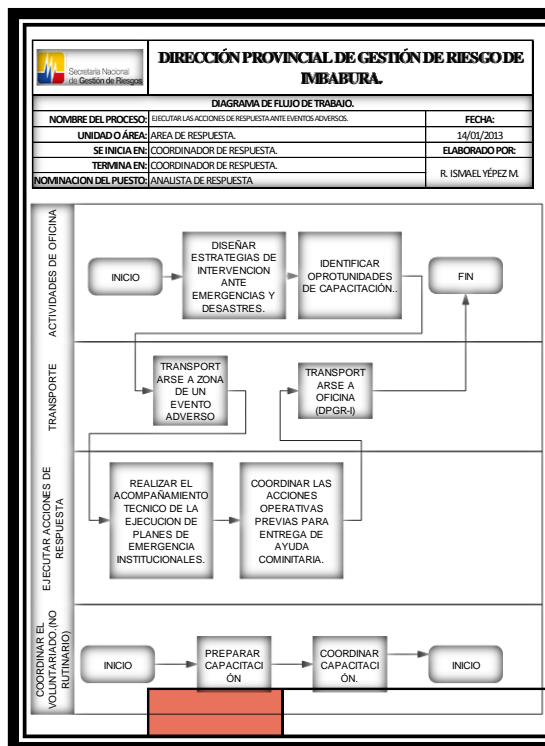 Secretaría Nacional
de Gestión de Riesgos
DIRECCIÓN PROVINCIAL DE GESTIÓN DE RIESGO DE
IMBABURA.
DIAGRAMA DE FLUJO DE TRABAJO.
NOMBRE DEL PROCESO: EJECUTAR LAS ACCIONES DE RESPUESTA ANTE EVENTOS ADVERSOS.
FECHA:
UNIDAD O ÁREA: AREA DE RESPUESTA.
14/01/2013
SE INICIA EN: COORDINADOR DE RESPUESTA.
ELABORADO POR:
TERMINA EN: COORDINADOR DE RESPUESTA.
R. ISMAEL YÉPEZ M.
NOMINACION DEL PUESTO: ANALISTA DE RESPUESTA
ACTIVIDADES DE OFICINA
INICIO
DISEÑAR
ESTRATEGIAS DE
INTERVENCION
ANTE
EMERGENCIAS Y
DESASTRES.
IDENTIFICAR
OPROTUNIDADES
DE CAPACITACIÓN..
FIN
TRANSPORTE
TRANSPORT
ARSE A ZONA
DE UN
EVENTO
ADVERSO
TRANSPORT
ARSE A
OFICINA
(DPGR-I)
EJECUTAR ACCIONES DE
RESPUESTA
REALIZAR EL
ACOMPAÑAMIENTO
TECNICO DE LA
EJECUCION DE
PLANES DE
EMERGENCIA
INSTITUCIONALES.
COORDINAR LAS
ACCIONES
OPERATIVAS
PREVIAS PARA
ENTREGA DE
AYUDA
COMINITARIA.
COORDINAR EL
VOLUNTARIADO.(NO
RUTINARIO)
INICIO
PREPARAR
CAPACITACI
ÓN
COORDINAR
CAPACITACI
ÓN.
INICIO